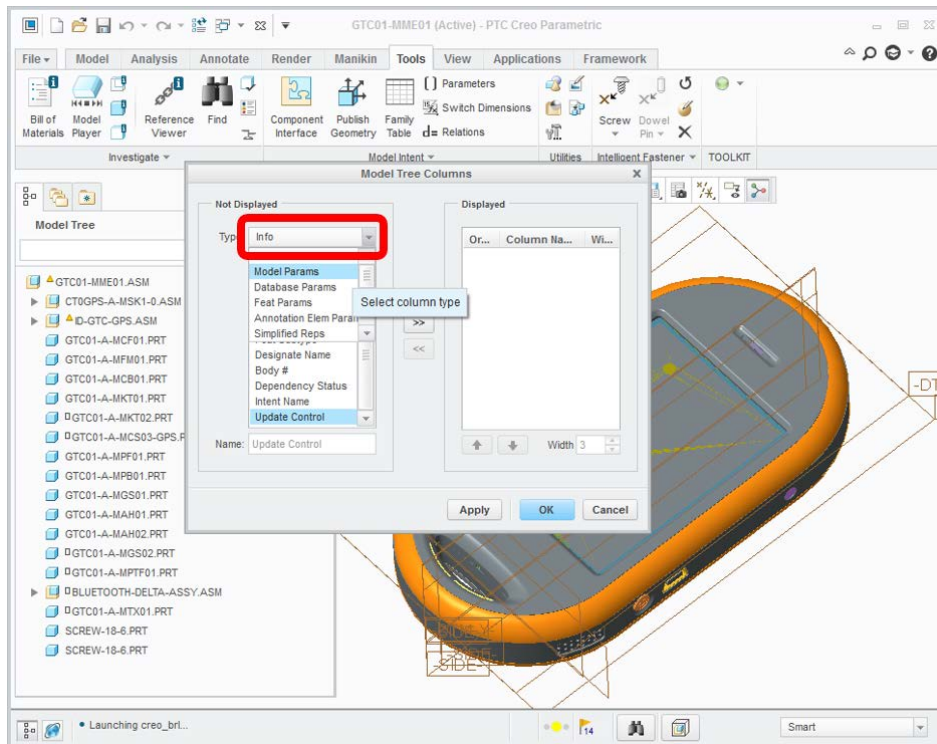 GTC01-MME01 (Active) - PTC Creo Parametric
File Model Analysis Annotate Render Manikin Tools View Applications Framework
Bill of Materials
Model Player
Reference Viewer
Find
Component Interface
Publish Geometry
Family Table
[] Parameters
Switch Dimensions
d= Relations
Screw
Dowel Pin
Investigate
Model Intent
Utilities
Intelligent Fastener
TOOLKIT
Model Tree
GTC01-MME01.ASM
CT0GPS-A-MSK1-0.ASM
ID-GTC-GPS.ASM
GTC01-A-MCF01.PRT
GTC01-A-MFM01.PRT
GTC01-A-MCB01.PRT
GTC01-A-MKT01.PRT
GTC01-A-MKT02.PRT
GTC01-A-MCS03-GPS.P
GTC01-A-MPF01.PRT
GTC01-A-MPB01.PRT
GTC01-A-MGS01.PRT
GTC01-A-MAH01.PRT
GTC01-A-MAH02.PRT
GTC01-A-MGS02.PRT
GTC01-A-MPTF01.PRT
BLUETOOTH-DELTA-ASSY.ASM
GTC01-A-MTX01.PRT
SCREW-18-6.PRT
SCREW-18-6.PRT
Model Tree Columns
X
Not Displayed
Info
Model Params
Database Params
Feat Params
Annotation Elem Param
Simplified Reps
Designate Name
Body #
Dependency Status
Intent Name
Update Control
Name: Update Control
Select column type
>>
<<
Displayed
Or... Column Na... Wi...
Width 3
Apply OK Cancel
-DT
-SIDE-
-SIDE-
• Launching creo_brl...
14
Smart